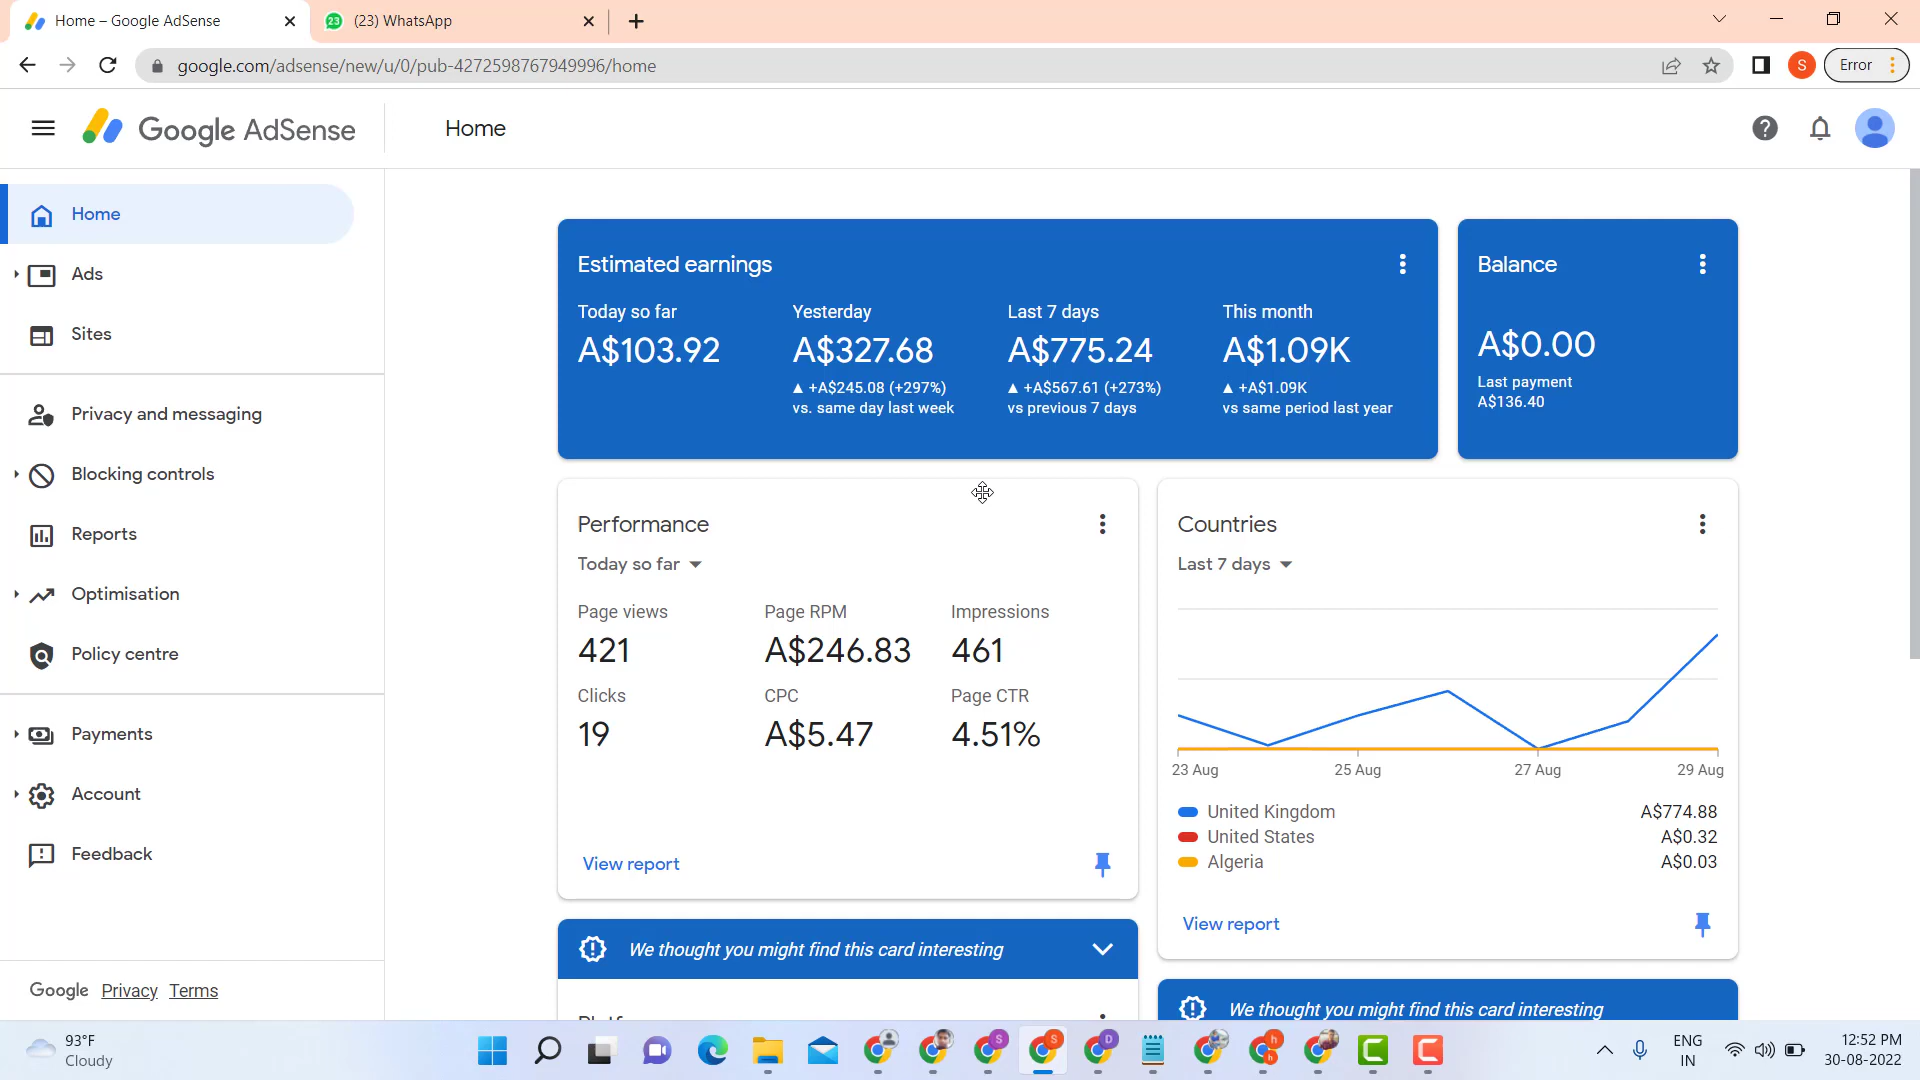 Home – Google AdSense
23
(23) WhatsApp
google.com/adsense/new/u/0/pub-4272598767949996/home
S
Error
Google AdSense
Home
Home
Ads
Sites
Privacy and messaging
Blocking controls
Reports
Optimisation
Policy centre
Payments
Account
Feedback
Google Privacy Terms
Estimated earnings
Today so far
A$103.92
Yesterday
A$327.68
+A$245.08 (+297%)
vs. same day last week
Last 7 days
A$775.24
+A$567.61 (+273%)
vs previous 7 days
This month
A$1.09K
+A$1.09K
vs same period last year
Balance
A$0.00
Last payment
A$136.40
Performance
Today so far
Page views
421
Page RPM
A$246.83
Impressions
461
Clicks
19
CPC
A$5.47
Page CTR
4.51%
View report
Countries
Last 7 days
23 Aug
25 Aug
27 Aug
29 Aug
United Kingdom A$774.88
United States A$0.32
Algeria A$0.03
View report
We thought you might find this card interesting
We thought you might find this card interesting
93°F
Cloudy
S
S
D
h
h
ENG
IN
12:52 PM
30-08-2022